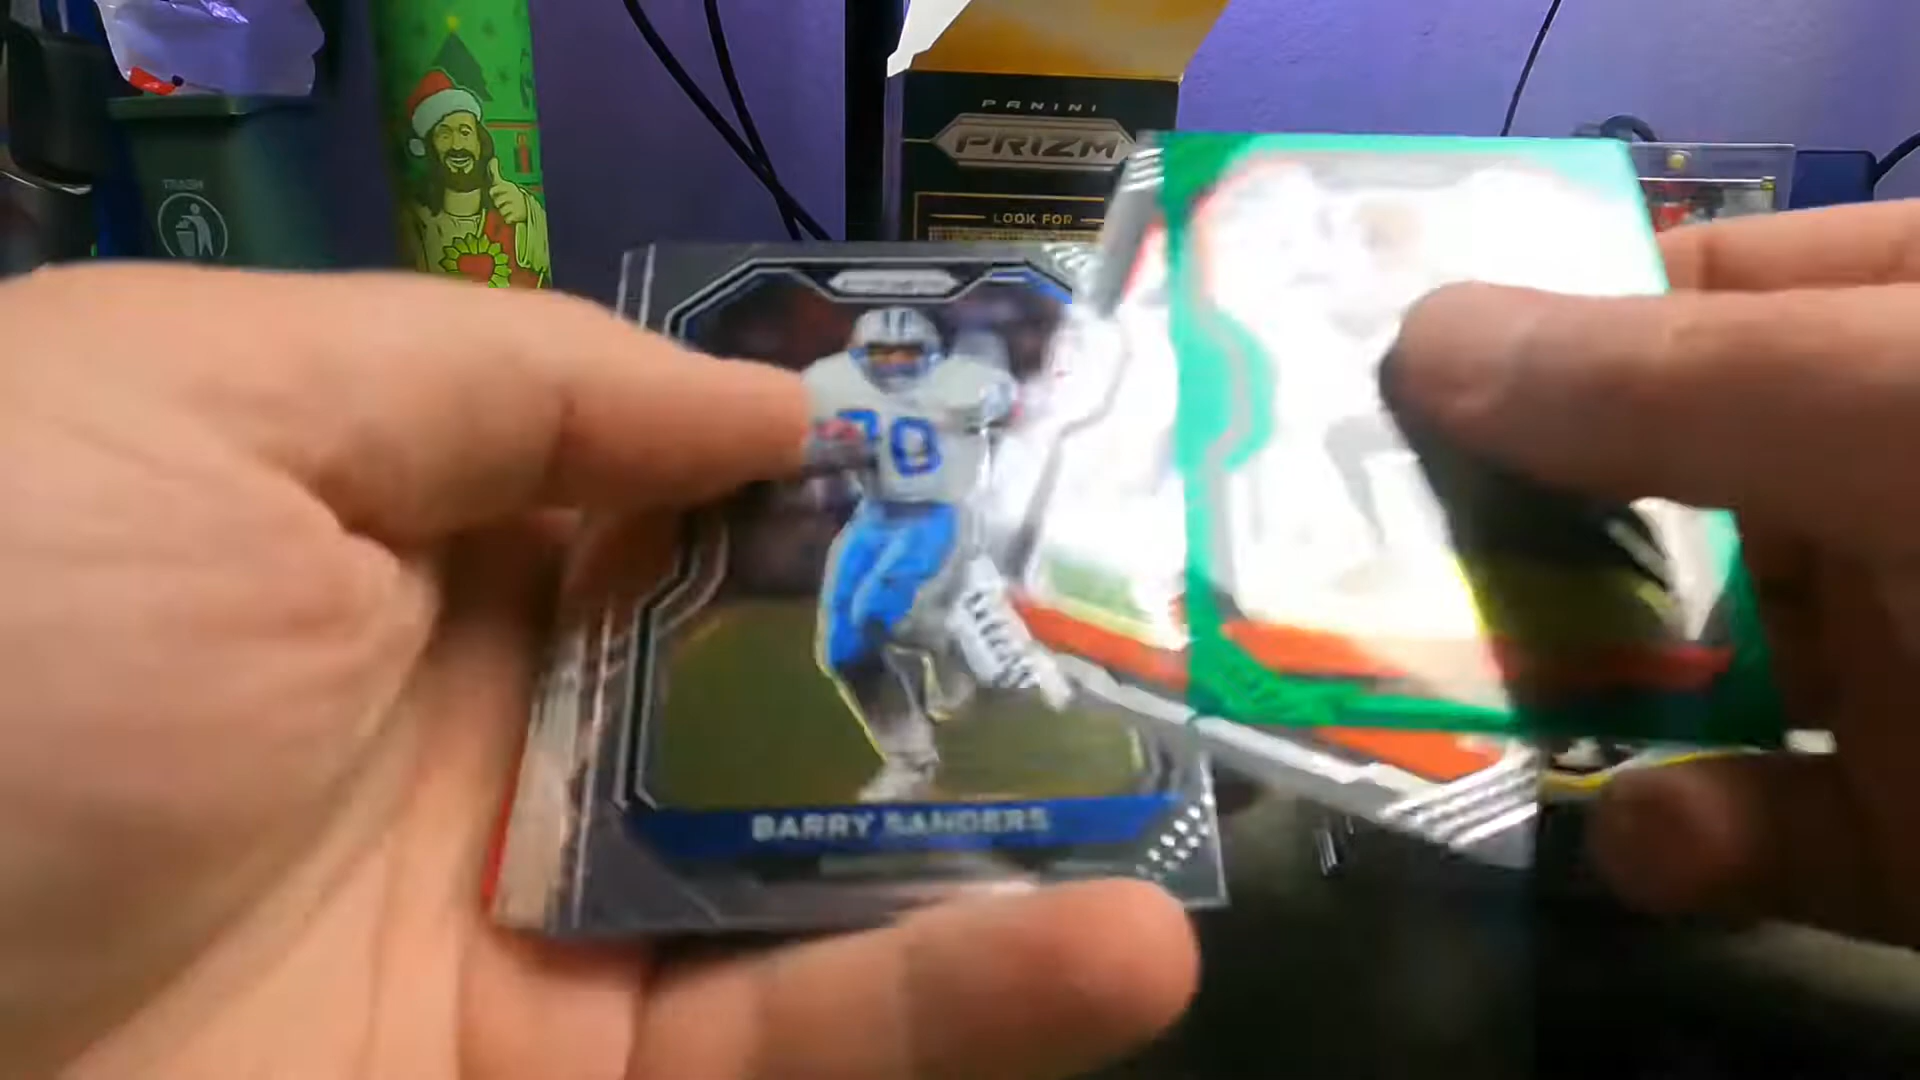 TRASH
PANINI
PRIZM
LOOK FOR
BARRY SANDERS